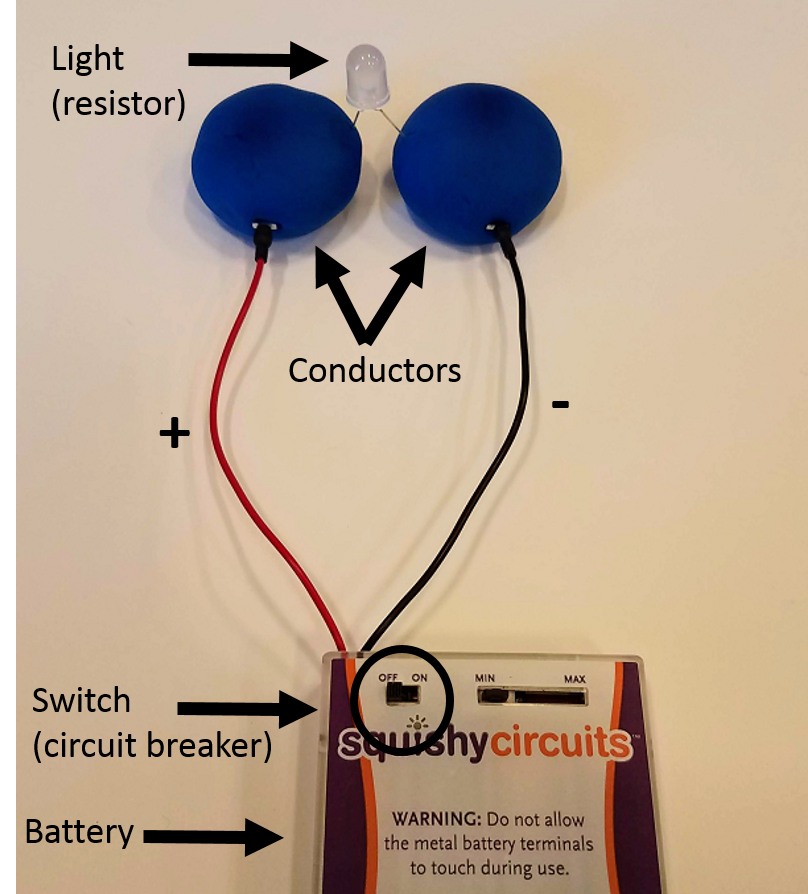 Light
(resistor)
Conductors
+
-
OFF ON
MIN MAX
Switch
(circuit breaker)
squishycircuits™
Battery
WARNING: Do not allow
the metal battery terminals
to touch during use.